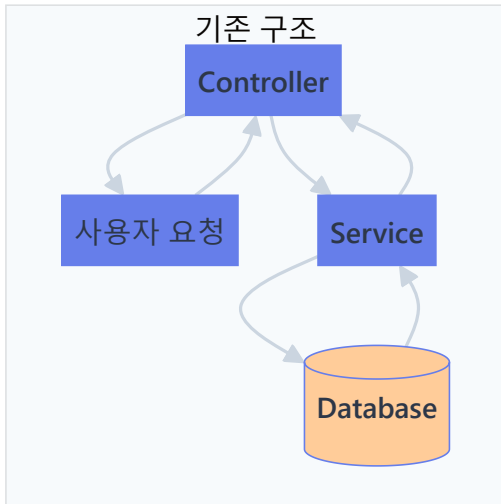 기존 구조
Controller
사용자 요청
Service
Database